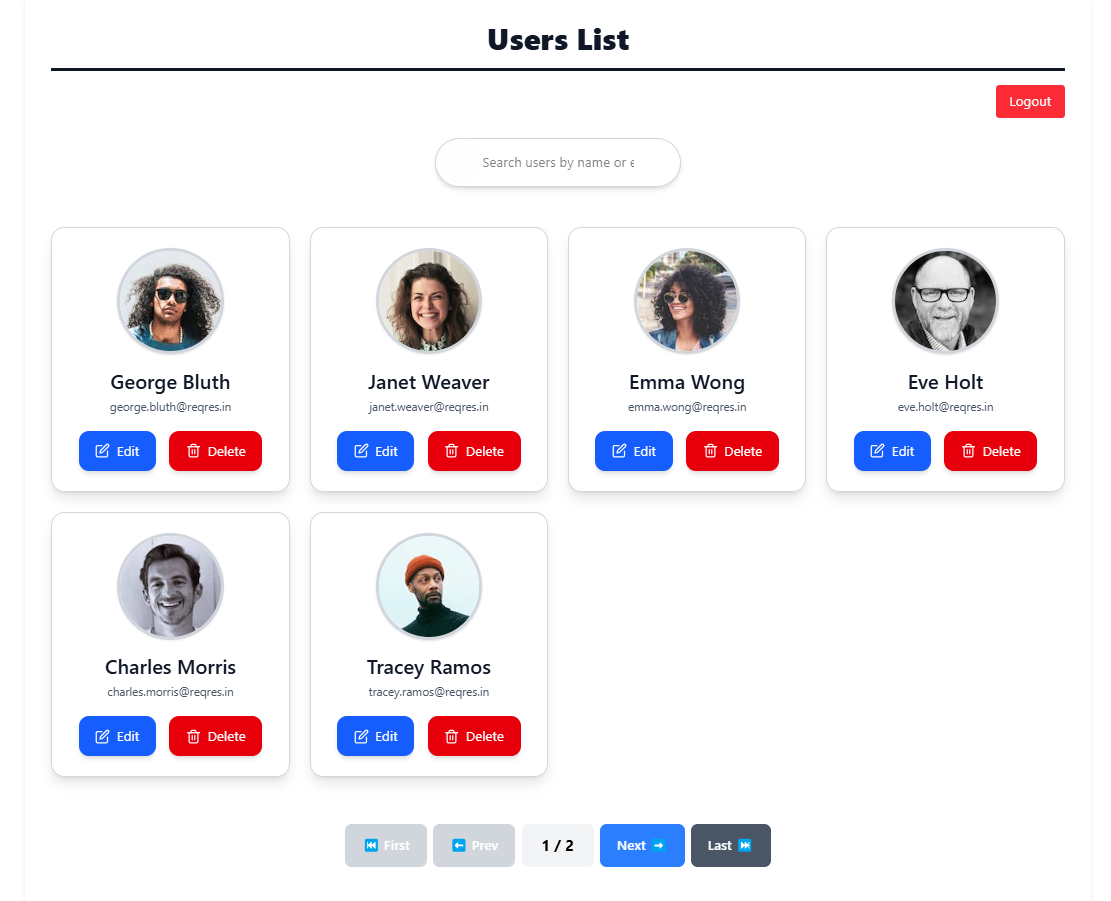 Users List
Logout
Search users by name or e
George Bluth
george.bluth@reqres.in
Edit
Delete
Janet Weaver
janet.weaver@reqres.in
Edit
Delete
Emma Wong
emma.wong@reqres.in
Edit
Delete
Eve Holt
eve.holt@reqres.in
Edit
Delete
Charles Morris
charles.morris@reqres.in
Edit
Delete
Tracey Ramos
tracey.ramos@reqres.in
Edit
Delete
⏮ First
⬅ Prev
1 / 2
Next ➡
Last ⏭